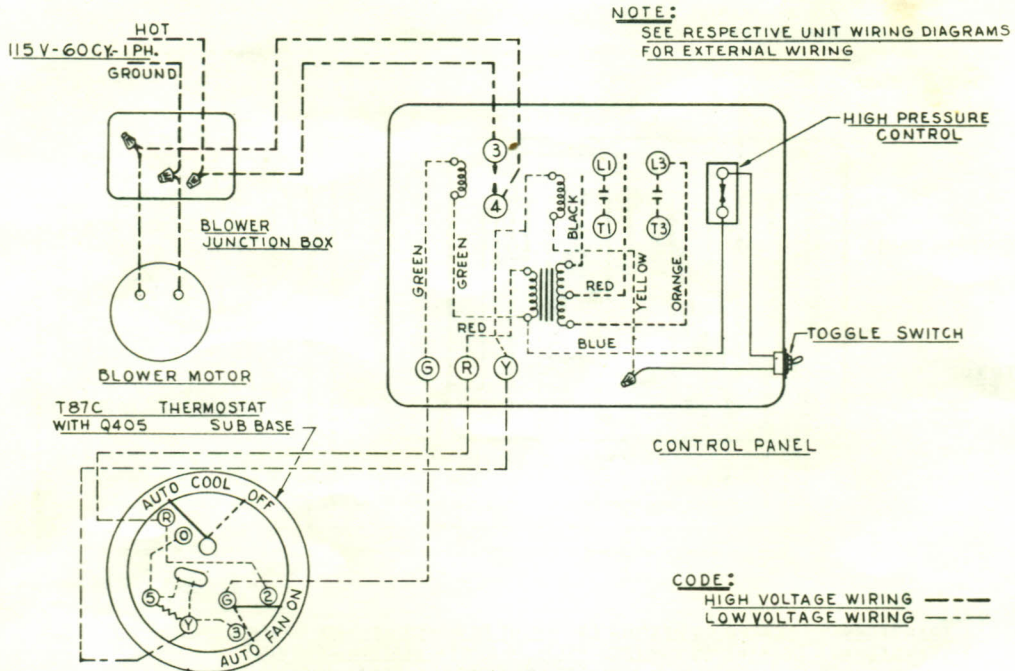 NOTE:
SEE RESPECTIVE UNIT WIRING DIAGRAMS
FOR EXTERNAL WIRING
HOT
115V-60CY-1PH.
GROUND
BLOWER
JUNCTION BOX
BLOWER MOTOR
3
4
L1
L3
T1
T3
HIGH PRESSURE
CONTROL
GREEN
GREEN
BLACK
RED
RED
YELLOW
ORANGE
BLUE
G
R
Y
TOGGLE SWITCH
CONTROL PANEL
T87C THERMOSTAT
WITH Q405 SUB BASE
AUTO COOL OFF
R
O
5
G
2
Y
3
AUTO FAN ON
CODE:
HIGH VOLTAGE WIRING
LOW VOLTAGE WIRING